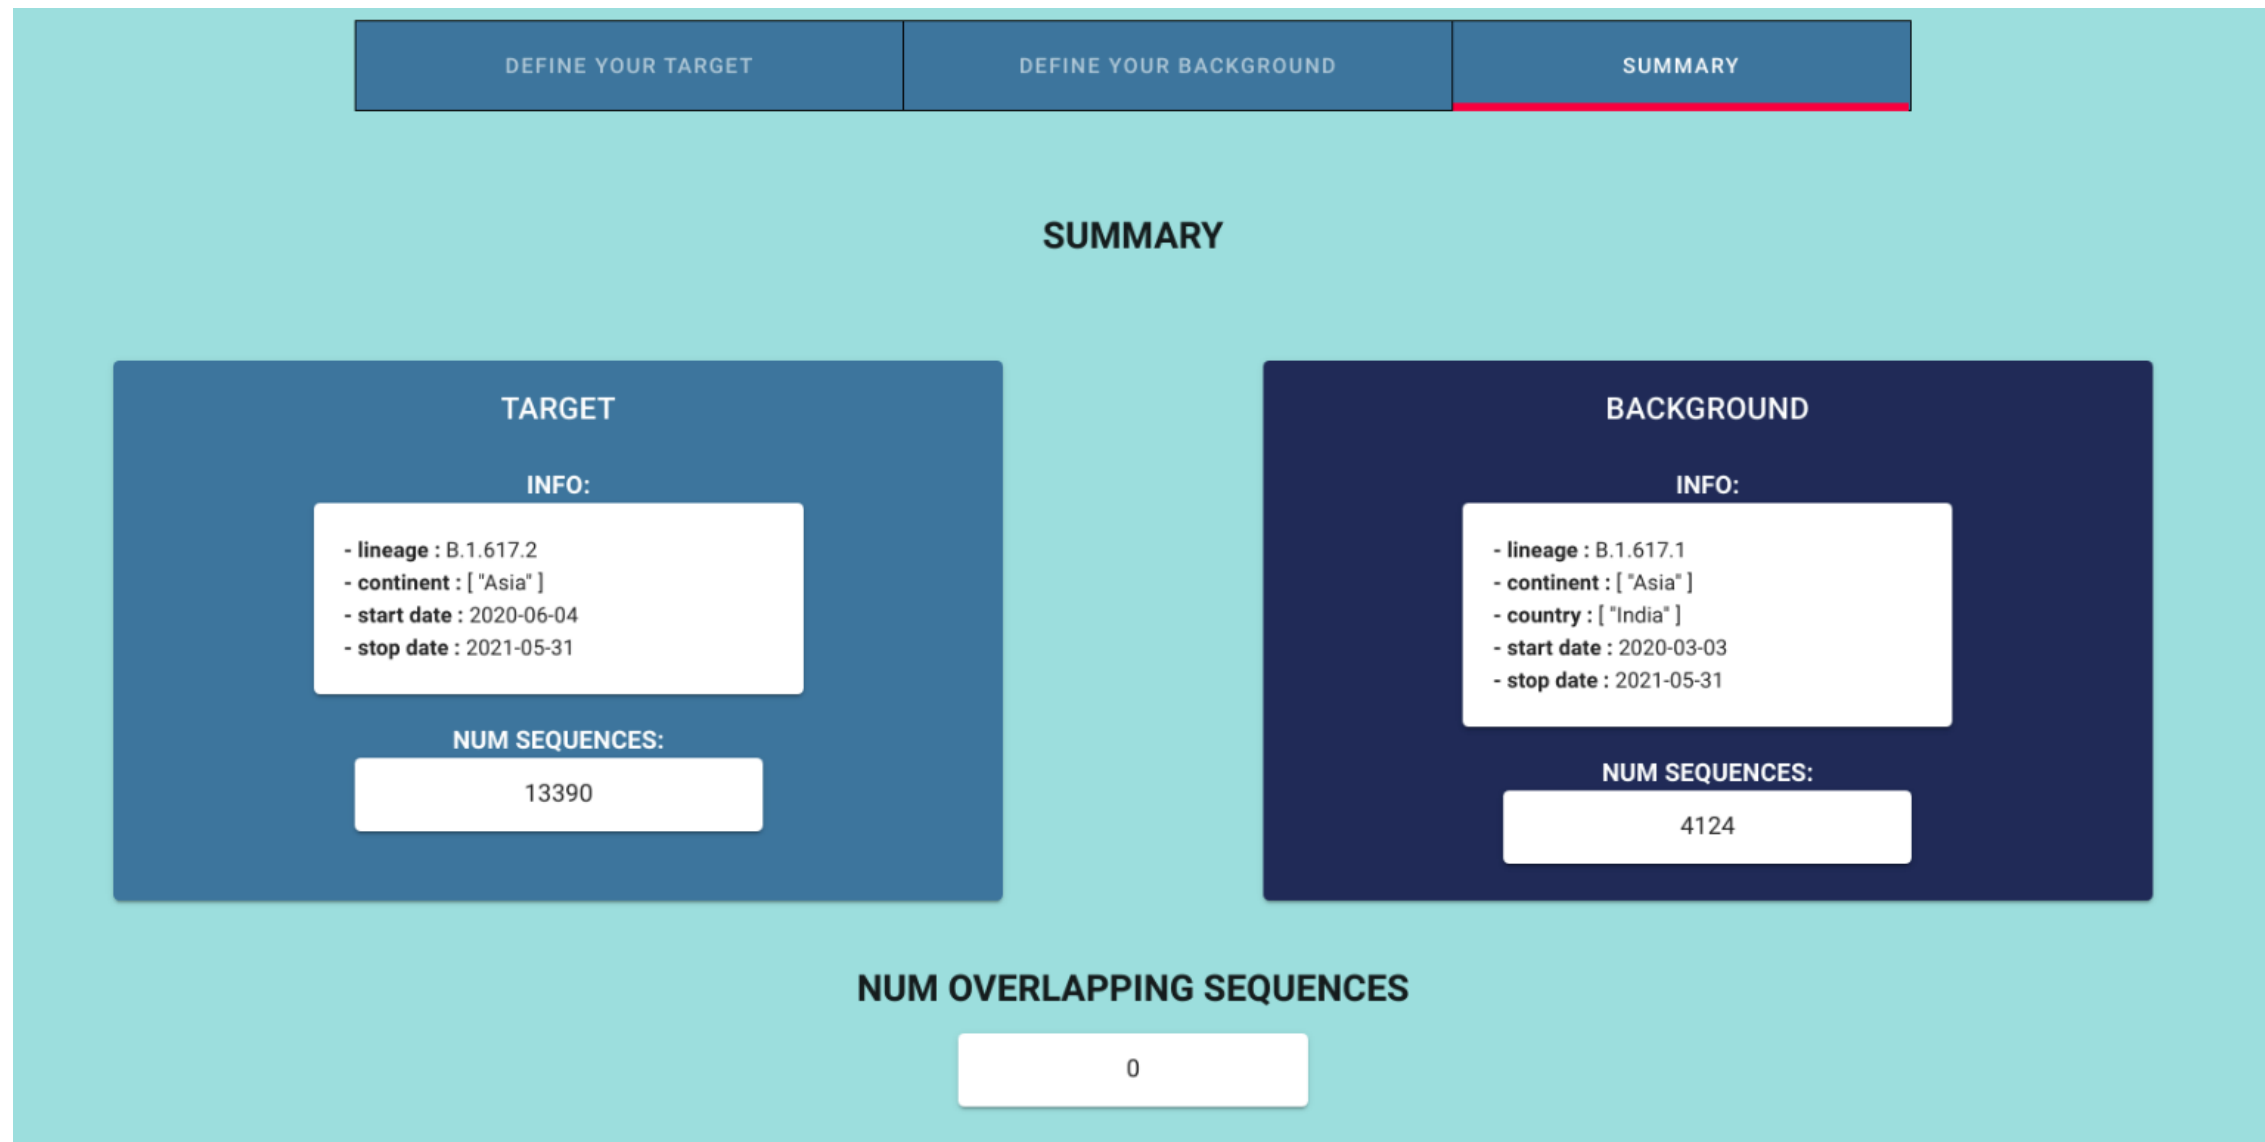 DEFINE YOUR TARGET
DEFINE YOUR BACKGROUND
SUMMARY
SUMMARY
TARGET
INFO:
- lineage : B.1.617.2
- continent : [ "Asia" ]
- start date : 2020-06-04
- stop date : 2021-05-31
NUM SEQUENCES:
13390
BACKGROUND
INFO:
- lineage : B.1.617.1
- continent : [ "Asia" ]
- country : [ "India" ]
- start date : 2020-03-03
- stop date : 2021-05-31
NUM SEQUENCES:
4124
NUM OVERLAPPING SEQUENCES
0